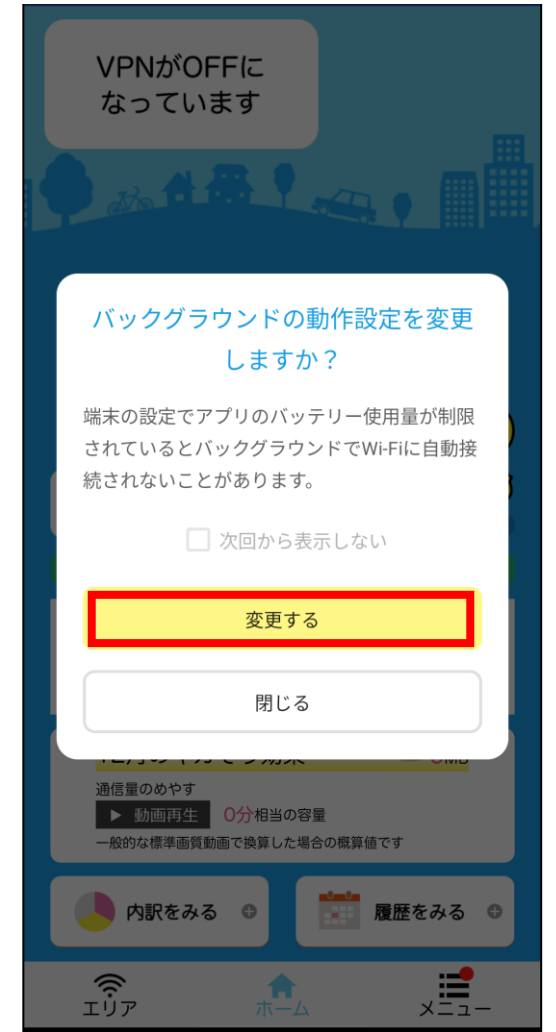 VPNがOFFに
なっています
バックグラウンドの動作設定を変更
しますか？
端末の設定でアプリのバッテリー使用量が制限
されているとバックグラウンドでWi-Fiに自動接
続されないことがあります。
次回から表示しない
変更する
閉じる
通信量のめやす
▶ 動画再生 0分相当の容量
一般的な標準画質動画で換算した場合の概算値です
内訳をみる
履歴をみる
エリア
ホーム
メニュー